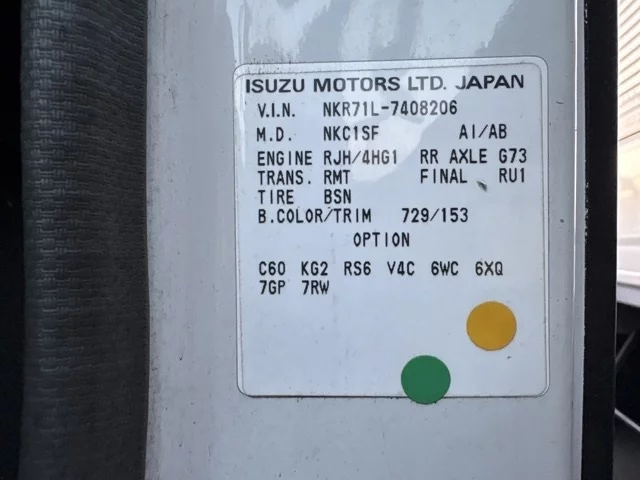 ISUZU MOTORS LTD. JAPAN
V.I.N. NKR71L-7408206
M.D. NKC1SF AI/AB
ENGINE RJH/4HG1 RR AXLE G73
TRANS. RMT FINAL RU1
TIRE BSN
B.COLOR/TRIM 729/153
OPTION
C60 KG2 RS6 V4C 6WC 6XQ
7GP 7RW